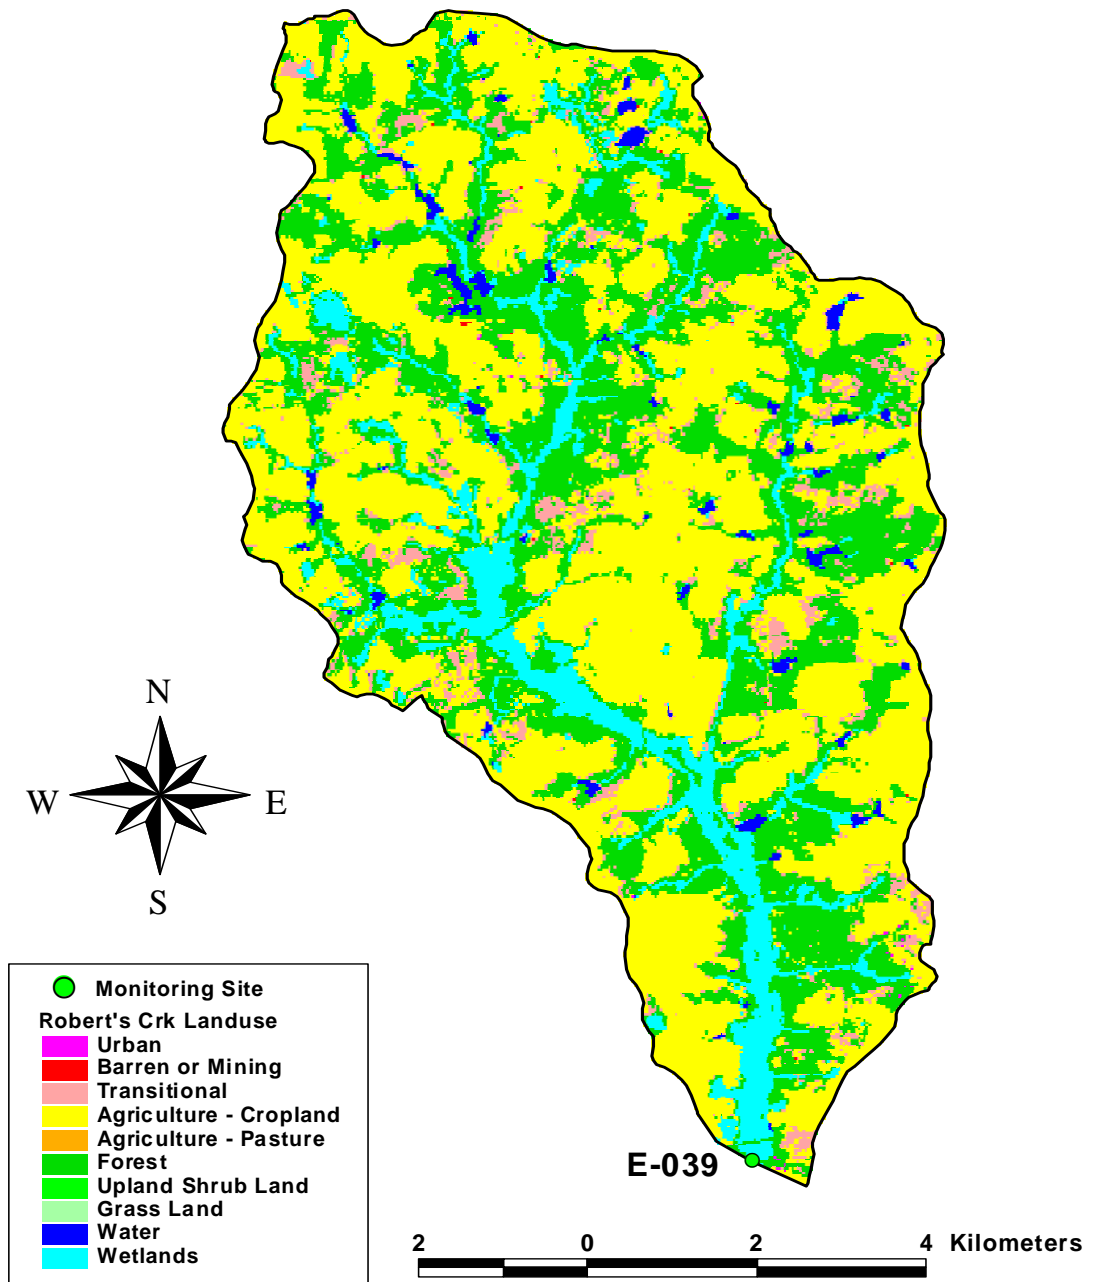 N
W
E
S
Monitoring Site
Robert's Crk Landuse
Urban
Barren or Mining
Transitional
Agriculture - Cropland
Agriculture - Pasture
Forest
Upland Shrub Land
Grass Land
Water
Wetlands
E-039
2 0 2 4 Kilometers